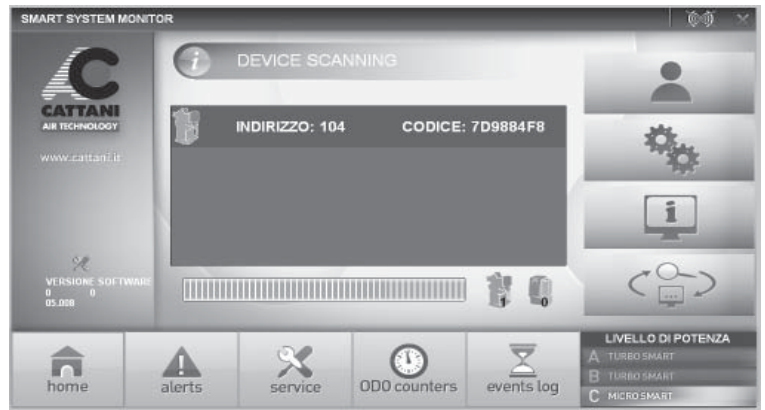 SMART SYSTEM MONITOR
AC
CATTANI
AIR TECHNOLOGY
www.cattani.it
DEVICE SCANNING
INDIRIZZO: 104 CODICE: 7D9884F8
VERSIONE SOFTWARE
0 0
05.008
1 0
home
alerts
service
ODO counters
events log
LIVELLO DI POTENZA
A TURBO SMART
B TURBO SMART
C MICRO SMART